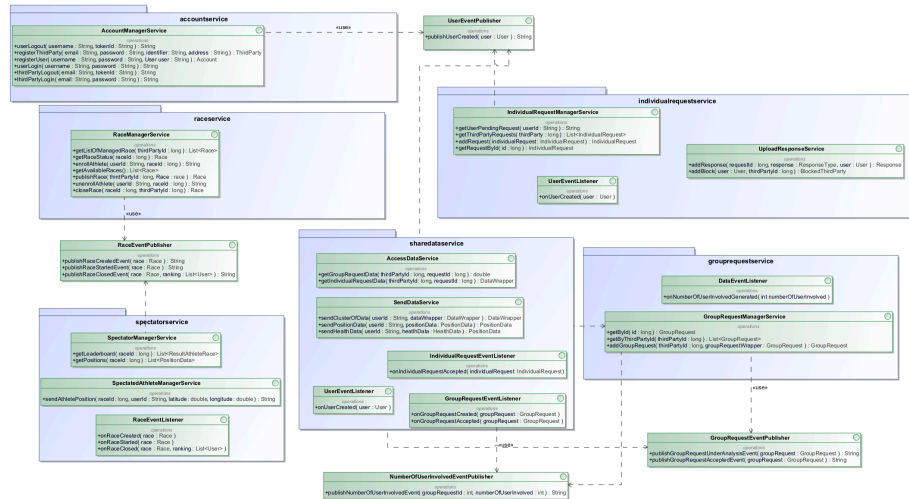 accountservice
AccountManagerService
operations
+userLogout( username : String, tokenId : String ) : String
+registerThirdParty( email : String, password : String, identifier : String, address : String ) : ThirdParty
+registerUser( username : String, password : String, User user : String ) : Account
+userLogin( username : String, password : String ) : String
+thirdPartyLogout( email : String, tokenId : String ) : String
+thirdPartyLogin( email : String, password : String ) : String
«use»
UserEventPublisher
operations
+publishUserCreated( user : User ) : String
raceservice
RaceManagerService
operations
+getListOfManagedRace( thirdPartyId : long ) : List<Race>
+getRaceStatus( raceId : long ) : Race
+enrollAthlete( userId : String, raceId : long ) : String
+getAvailableRaces() : List<Race>
+publishRace( thirdPartyId : long, Race : race ) : Race
+unenrollAthlete( userId : String, raceId : long ) : String
+closeRace( raceId : long, thirdPartyId : long ) : Race
«use»
individualrequestservice
IndividualRequestManagerService
operations
+getUserPendingRequest( userId : String ) : String
+getThirdPartyRequests( thirdParty : long ) : List<IndividualRequest>
+addRequest( individualRequest : IndividualRequest ) : IndividualRequest
+getRequestById( id : long ) : IndividualRequest
UploadResponseService
operations
+addResponse( requestId : long, response : ResponseType, user : User ) : Response
+addBlock( user : User, thirdPartyId : long ) : BlockedThirdParty
UserEventListener
operations
+onUserCreated( user : User )
RaceEventPublisher
operations
+publishRaceCreatedEvent( race : Race ) : String
+publishRaceStartedEvent( race : Race ) : String
+publishRaceClosedEvent( race : Race, ranking : List<User> ) : String
shareddataservice
AccessDataService
operations
+getGroupRequestData( thirdPartyId : long, requestId : long ) : double
+getIndividualRequestData( thirdPartyId : long, requestId : long ) : DataWrapper
SendDataService
operations
+sendClusterOfData( userId : String, dataWrapper : DataWrapper ) : DataWrapper
+sendPositionData( userId : String, positionData : PositionData ) : PositionData
+sendHealthData( userId : String, healthData : HealthData ) : PositionData
IndividualRequestEventListener
operations
+onIndividualRequestAccepted( individualRequest : IndividualRequest )
UserEventListener
operations
+onUserCreated( user : User )
GroupRequestEventListener
operations
+onGroupRequestCreated( groupRequest : GroupRequest )
+onGroupRequestAccepted( groupRequest : GroupRequest )
grouprequestservice
DataEventListener
operations
+onNumberOfUserInvolvedGenerated( int numberOfUserInvolved )
GroupRequestManagerService
operations
+getById( id : long ) : GroupRequest
+getByThirdPartyId( thirdPartyId : long ) : List<GroupRequest>
+addGroupRequest( thirdPartyId : long, groupRequestWrapper : GroupRequest ) : GroupRequest
«use»
spectatorservice
SpectatorManagerService
operations
+getLeaderboard( raceId : long ) : List<ResultAthleteRace>
+getPositions( raceId : long ) : List<PositionData>
SpectatedAthleteManagerService
operations
+sendAthletePosition( raceId : long, userId : String, latitude : double, longitude : double ) : String
RaceEventListener
operations
+onRaceCreated( race : Race )
+onRaceStarted( race : Race )
+onRaceClosed( race : Race, ranking : List<User> )
«use»
GroupRequestEventPublisher
operations
+publishGroupRequestUnderAnalysisEvent( groupRequest : GroupRequest ) : String
+publishGroupRequestAcceptedEvent( groupRequest : GroupRequest ) : String
NumberOfUserInvolvedEventPublisher
operations
+publishNumberOfUserInvolvedEvent( groupRequestId : int, numberOfUserInvolved : int ) : String